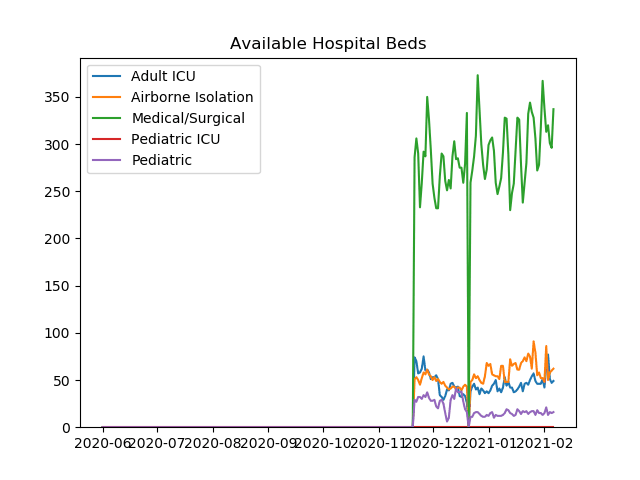 Available Hospital Beds
Adult ICU
Airborne Isolation
Medical/Surgical
Pediatric ICU
Pediatric
350
300
250
200
150
100
50
0
2020-06 2020-07 2020-08 2020-09 2020-10 2020-11 2020-12 2021-01 2021-02